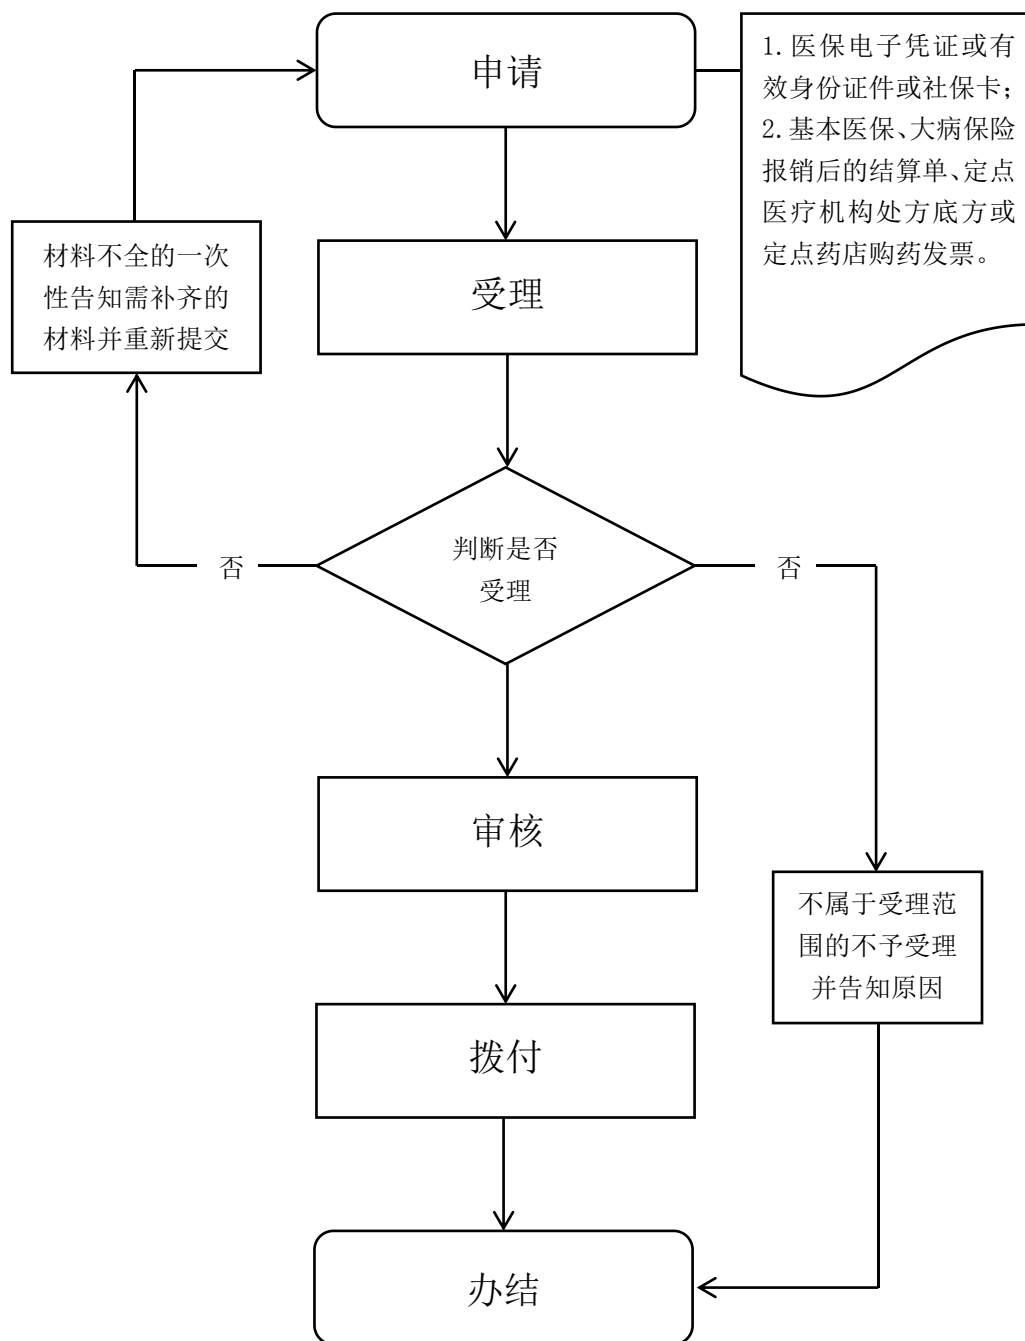 申请
1.医保电子凭证或有
效身份证件或社保卡；
2.基本医保、大病保险
报销后的结算单、定点
医疗机构处方底方或
定点药店购药发票。
材料不全的一次
性告知需补齐的
材料并重新提交
受理
判断是否
受理
否
否
审核
不属于受理范
围的不予受理
并告知原因
拨付
办结